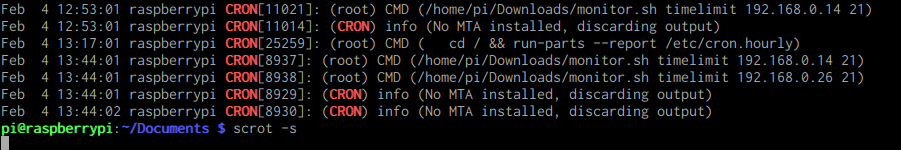 Feb  4 12:53:01 raspberrypi CRON[11021]: (root) CMD (/home/pi/Downloads/monitor.sh timelimit 192.168.0.14 21)
Feb  4 12:53:01 raspberrypi CRON[11014]: (CRON) info (No MTA installed, discarding output)
Feb  4 13:17:01 raspberrypi CRON[25259]: (root) CMD (   cd / && run-parts --report /etc/cron.hourly)
Feb  4 13:44:01 raspberrypi CRON[8937]: (root) CMD (/home/pi/Downloads/monitor.sh timelimit 192.168.0.14 21)
Feb  4 13:44:01 raspberrypi CRON[8938]: (root) CMD (/home/pi/Downloads/monitor.sh timelimit 192.168.0.26 21)
Feb  4 13:44:01 raspberrypi CRON[8929]: (CRON) info (No MTA installed, discarding output)
Feb  4 13:44:02 raspberrypi CRON[8930]: (CRON) info (No MTA installed, discarding output)
pi@raspberrypi:~/Documents $ scrot -s